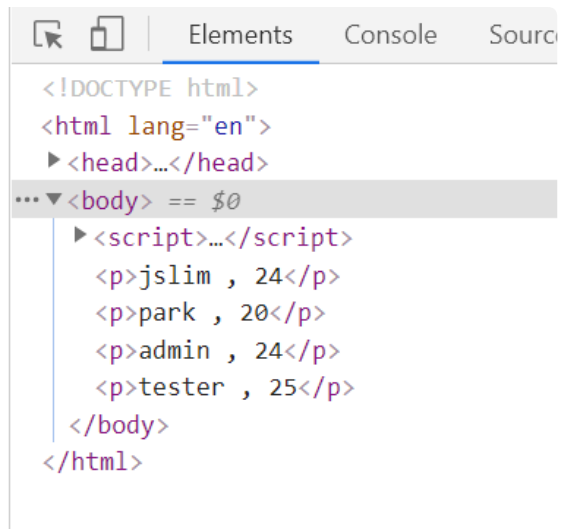 Elements Console Sourc
<!DOCTYPE html>
<html lang="en">
<head>…</head>
<body> == $0
<script>…</script>
<p>jslim , 24</p>
<p>park , 20</p>
<p>admin , 24</p>
<p>tester , 25</p>
</body>
</html>